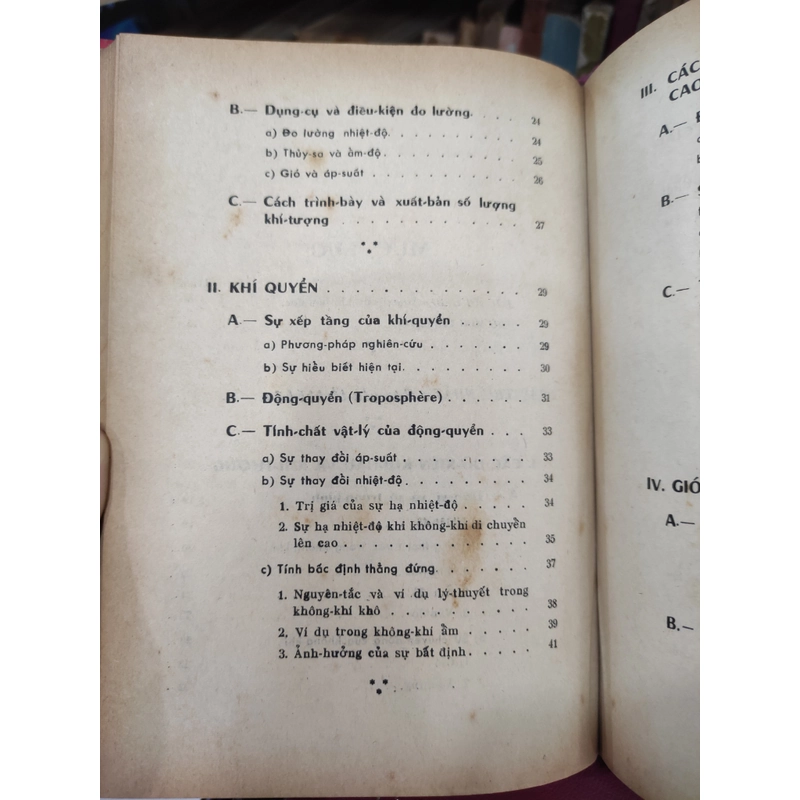 B.— Dụng-cụ và điều-kiện đo lường. . . . 24
a) Đo lường nhiệt-độ. . . . . . . . 24
b) Thủy-sa và ẩm-độ. . . . . . . . 25
c) Gió và áp-suất . . . . . . . . 26
C.— Cách trình-bày và xuất-bản số lượng
khí-tượng . . . . . . . . . . 27
II. KHÍ QUYỂN . . . . . . . . . . . 29
A.— Sự xếp tầng của khí-quyển . . . . . 29
a) Phương-pháp nghiên-cứu . . . . . . 29
b) Sự hiểu biết hiện tại . . . . . . . 30
B.— Động-quyển (Troposphère) . . . . . . 31
C.— Tính-chất vật-lý của động-quyển . . . . 33
a) Sự thay đổi áp-suất . . . . . . . . 33
b) Sự thay đổi nhiệt-độ . . . . . . . 34
1. Trị giá của sự hạ nhiệt-độ . . . . 34
2. Sự hạ nhiệt-độ khi không-khí di chuyển
lên cao . . . . . . . . . . 35
c) Tính bác định thẳng đứng. . . . . . 37
1. Nguyên-tắc và ví dụ lý-thuyết trong
không-khí khô . . . . . . . . 38
2. Ví dụ trong không-khí ẩm . . . . . 39
3. Ảnh-hưởng của sự bất định. . . . . 41
III. CÁC
CAO
A.— Đ
B.— S
C.—
IV. GIÓ
A.—
B.—